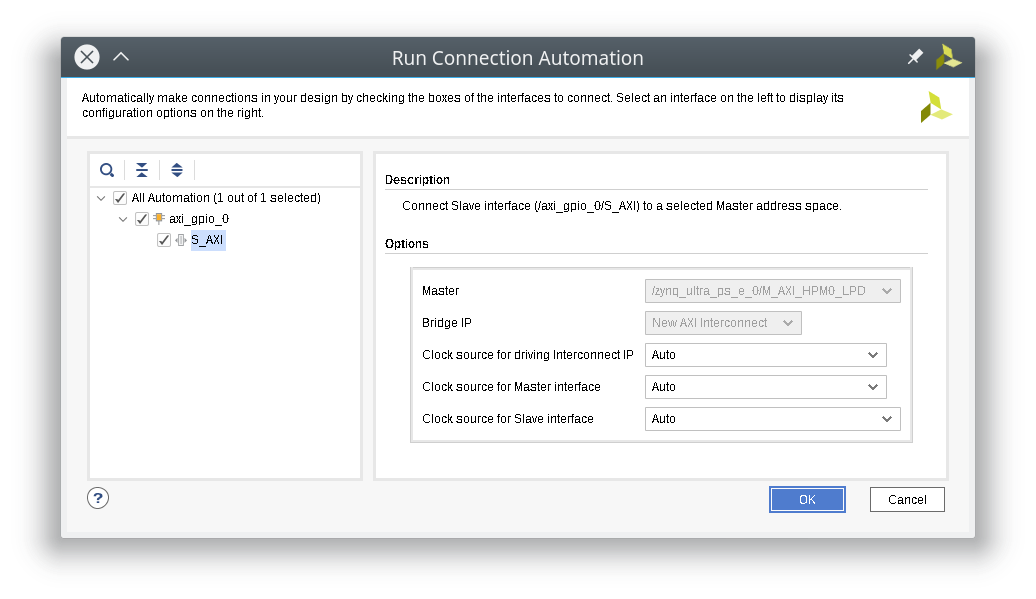 Run Connection Automation
Automatically make connections in your design by checking the boxes of the interfaces to connect. Select an interface on the left to display its
configuration options on the right.
All Automation (1 out of 1 selected)
axi_gpio_0
S_AXI
Description
Connect Slave interface (/axi_gpio_0/S_AXI) to a selected Master address space.
Options
Master
/zynq_ultra_ps_e_0/M_AXI_HPM0_LPD
Bridge IP
New AXI Interconnect
Clock source for driving Interconnect IP
Auto
Clock source for Master interface
Auto
Clock source for Slave interface
Auto
?
OK
Cancel